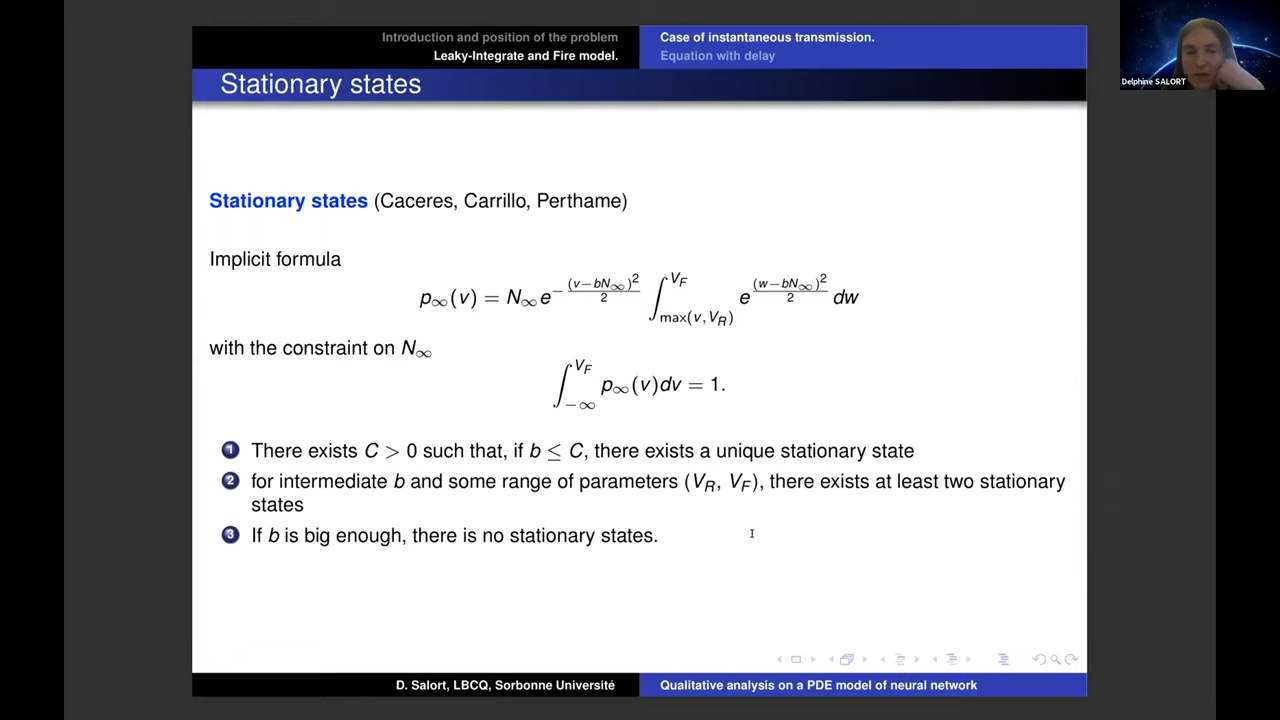 Introduction and position of the problem
Leaky-Integrate and Fire model.
Case of instantaneous transmission.
Equation with delay
Delphine SALORT
Stationary states
Stationary states (Caceres, Carrillo, Perthame)
Implicit formula
p∞(v) = N∞e^{−(v−bN∞)²/2} ∫_{max(v,V_R)}^{V_F} e^{(w−bN∞)²/2} dw
with the constraint on N∞
∫_{−∞}^{V_F} p∞(v)dv = 1.
1 There exists C > 0 such that, if b ≤ C, there exists a unique stationary state
2 for intermediate b and some range of parameters (V_R, V_F), there exists at least two stationary
states
3 If b is big enough, there is no stationary states.
D. Salort, LBCQ, Sorbonne Université
Qualitative analysis on a PDE model of neural network